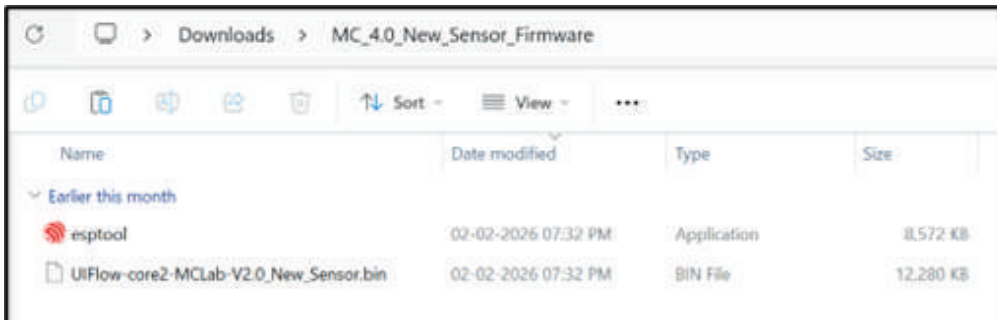 Downloads > MC_4.0_New_Sensor_Firmware
Sort View
Name Date modified Type Size
Earlier this month
esptool 02-02-2026 07:32 PM Application 8,572 KB
UIFlow-core2-MCLab-V2.0_New_Sensor.bin 02-02-2026 07:32 PM BIN File 12,280 KB